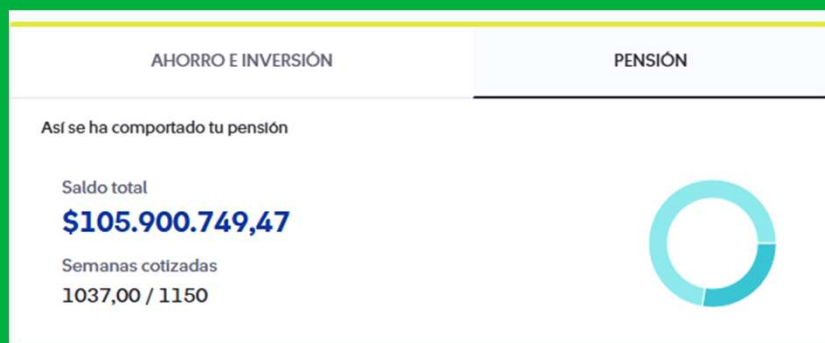 AHORRO E INVERSIÓN
PENSIÓN
Así se ha comportado tu pensión
Saldo total
$105.900.749,47
Semanas cotizadas
1037,00 / 1150